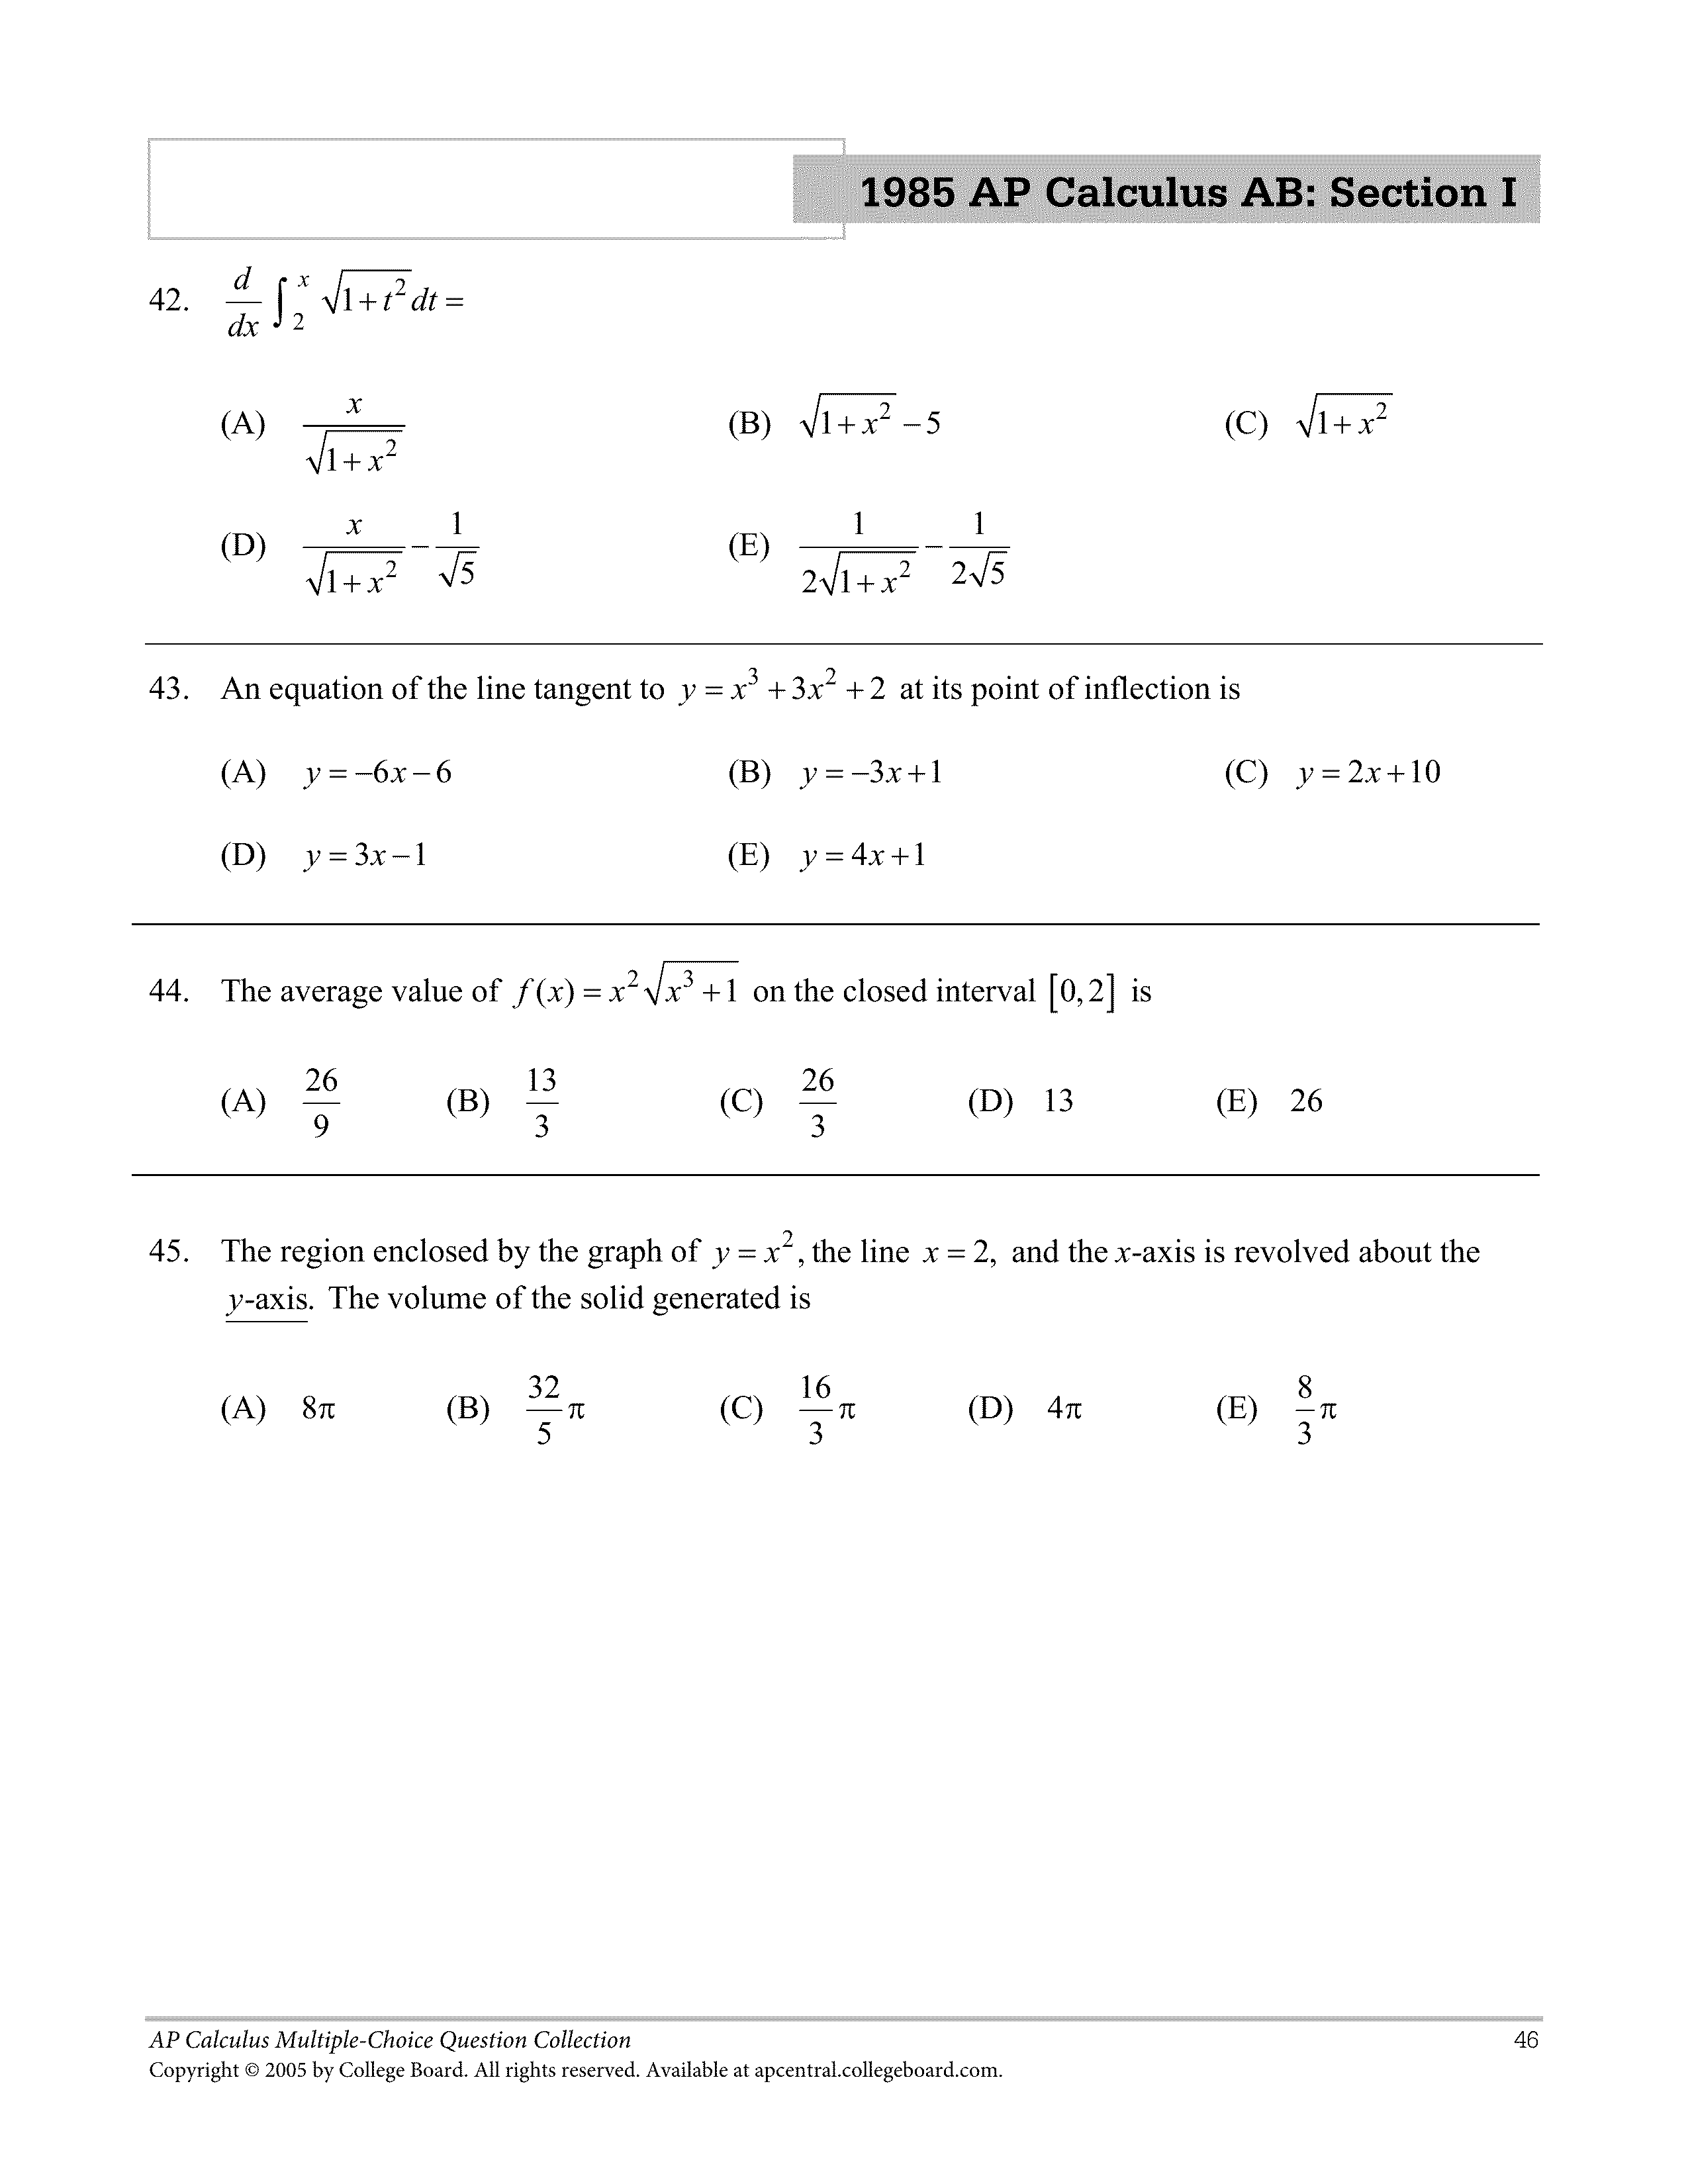 1985 AP Calculus AB: Section I
42. \frac{d}{dx} \int_{2}^{x} \sqrt{1+t^2} dt =
(A) \frac{x}{\sqrt{1+x^2}} (B) \sqrt{1+x^2} - 5 (C) \sqrt{1+x^2}
(D) \frac{x}{\sqrt{1+x^2}} - \frac{1}{\sqrt{5}} (E) \frac{1}{2\sqrt{1+x^2}} - \frac{1}{2\sqrt{5}}
43. An equation of the line tangent to y = x^3 + 3x^2 + 2 at its point of inflection is
(A) y = −6x − 6 (B) y = −3x + 1 (C) y = 2x + 10
(D) y = 3x − 1 (E) y = 4x + 1
44. The average value of f(x) = x^2 \sqrt{x^3 + 1} on the closed interval [0, 2] is
(A) \frac{26}{9} (B) \frac{13}{3} (C) \frac{26}{3} (D) 13 (E) 26
45. The region enclosed by the graph of y = x^2, the line x = 2, and the x-axis is revolved about the
y-axis. The volume of the solid generated is
(A) 8π (B) \frac{32}{5}π (C) \frac{16}{3}π (D) 4π (E) \frac{8}{3}π
AP Calculus Multiple-Choice Question Collection 46
Copyright © 2005 by College Board. All rights reserved. Available at apcentral.collegeboard.com.